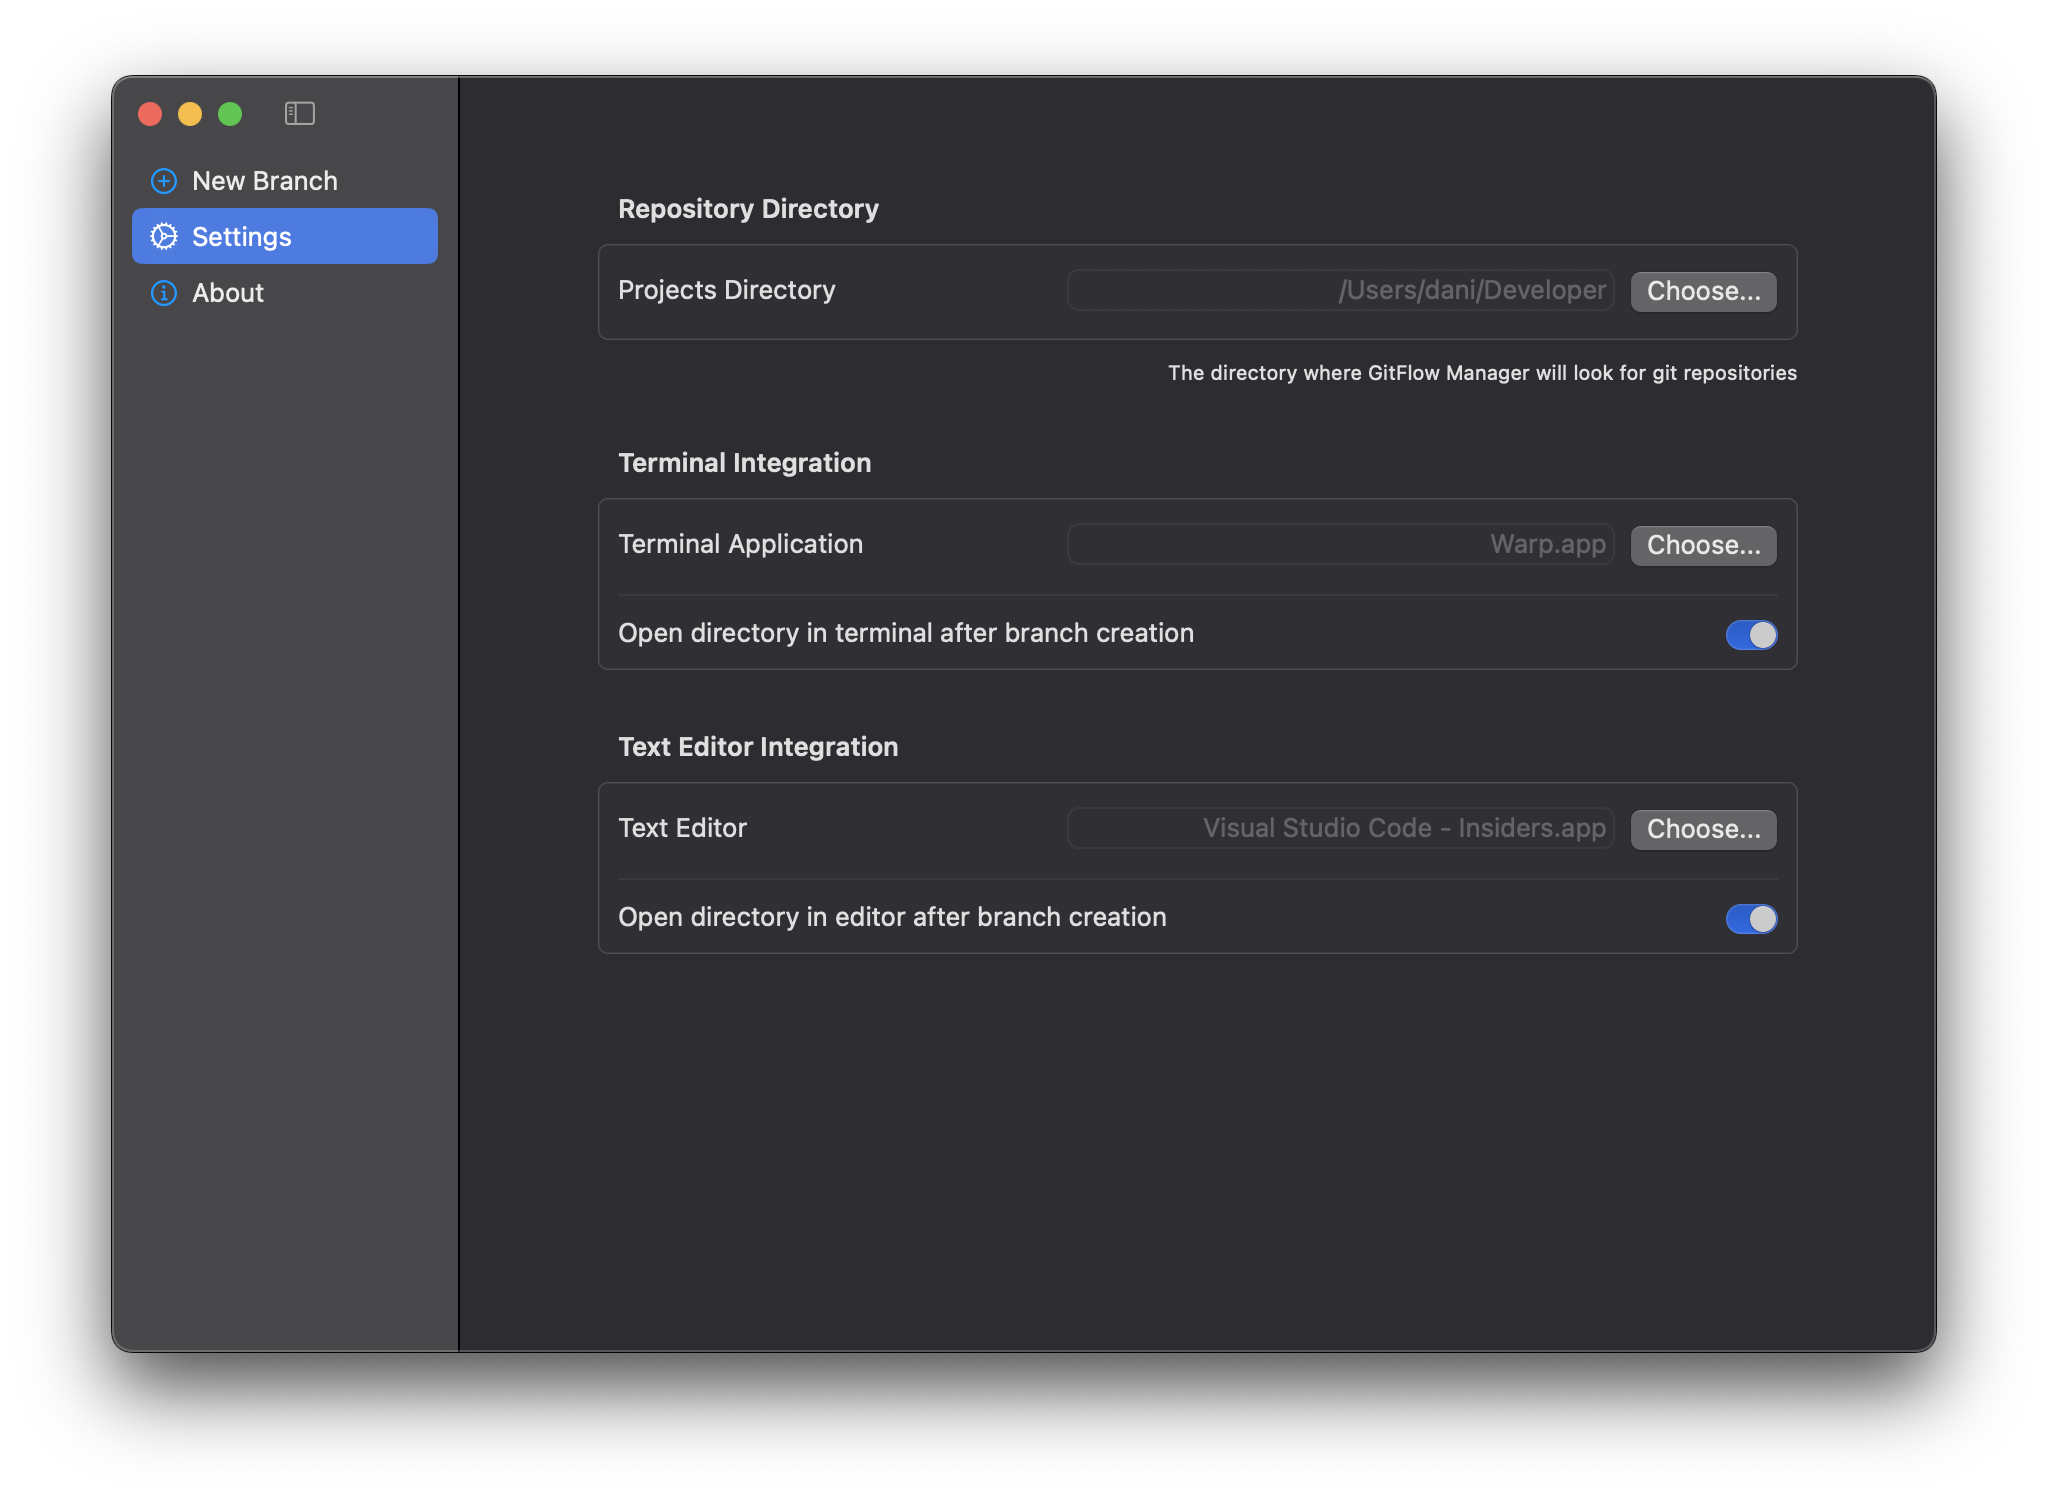 New Branch
Settings
About
Repository Directory
Projects Directory
/Users/dani/Developer
Choose...
The directory where GitFlow Manager will look for git repositories
Terminal Integration
Terminal Application
Warp.app
Choose...
Open directory in terminal after branch creation
Text Editor Integration
Text Editor
Visual Studio Code - Insiders.app
Choose...
Open directory in editor after branch creation